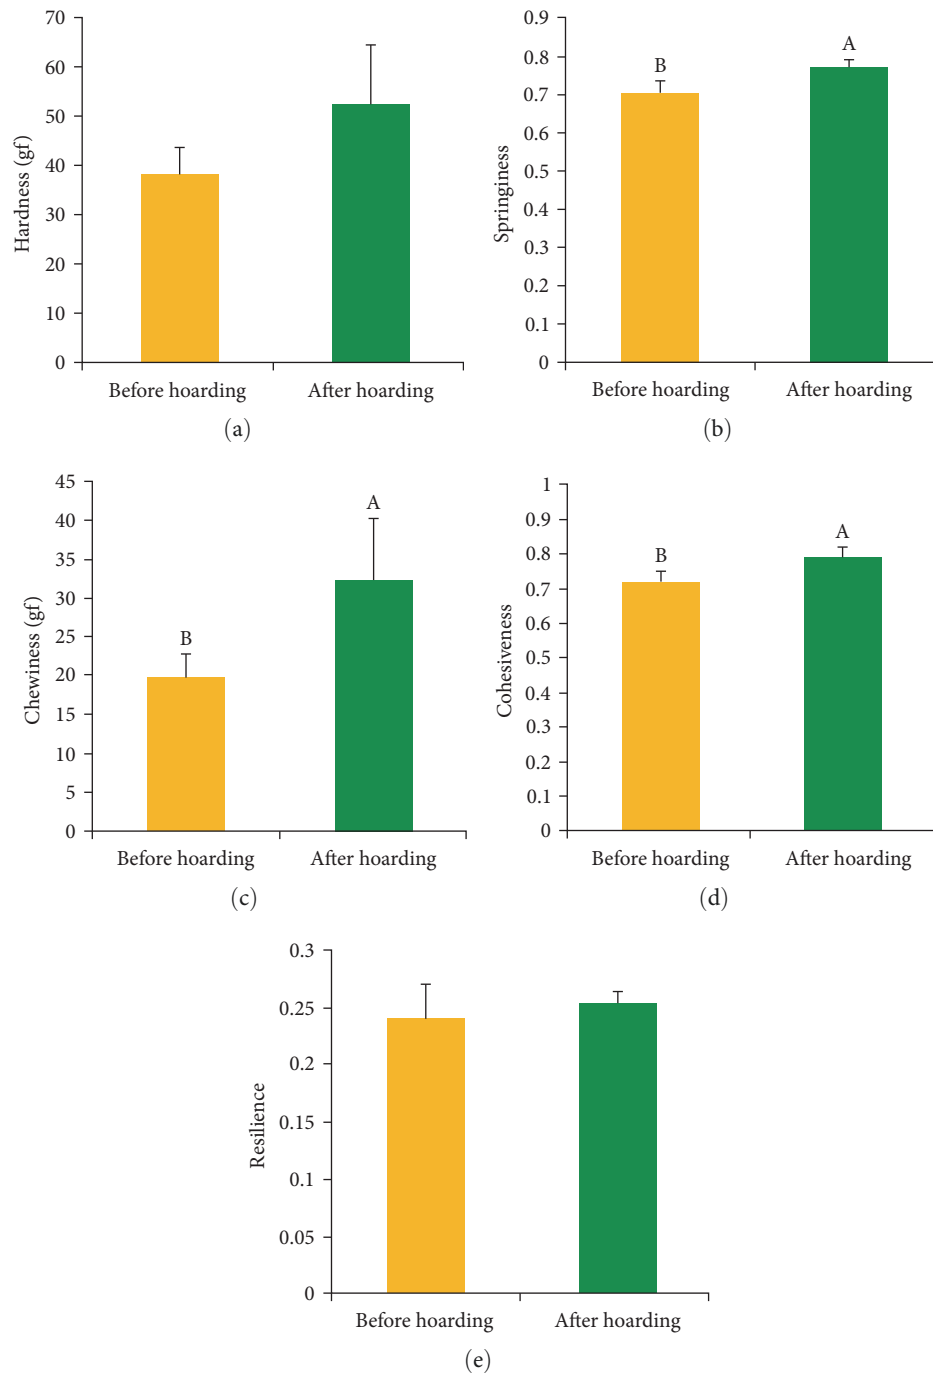 70
60
50
40
30
20
10
0
Hardness (gf)
Before hoarding
After hoarding
(a)
0.9
0.8
0.7
0.6
0.5
0.4
0.3
0.2
0.1
0
Springiness
B
A
Before hoarding
After hoarding
(b)
45
40
35
30
25
20
15
10
5
0
Chewiness (gf)
B
A
Before hoarding
After hoarding
(c)
1
0.9
0.8
0.7
0.6
0.5
0.4
0.3
0.2
0.1
0
Cohesiveness
B
A
Before hoarding
After hoarding
(d)
0.3
0.25
0.2
0.15
0.1
0.05
0
Resilience
Before hoarding
After hoarding
(e)